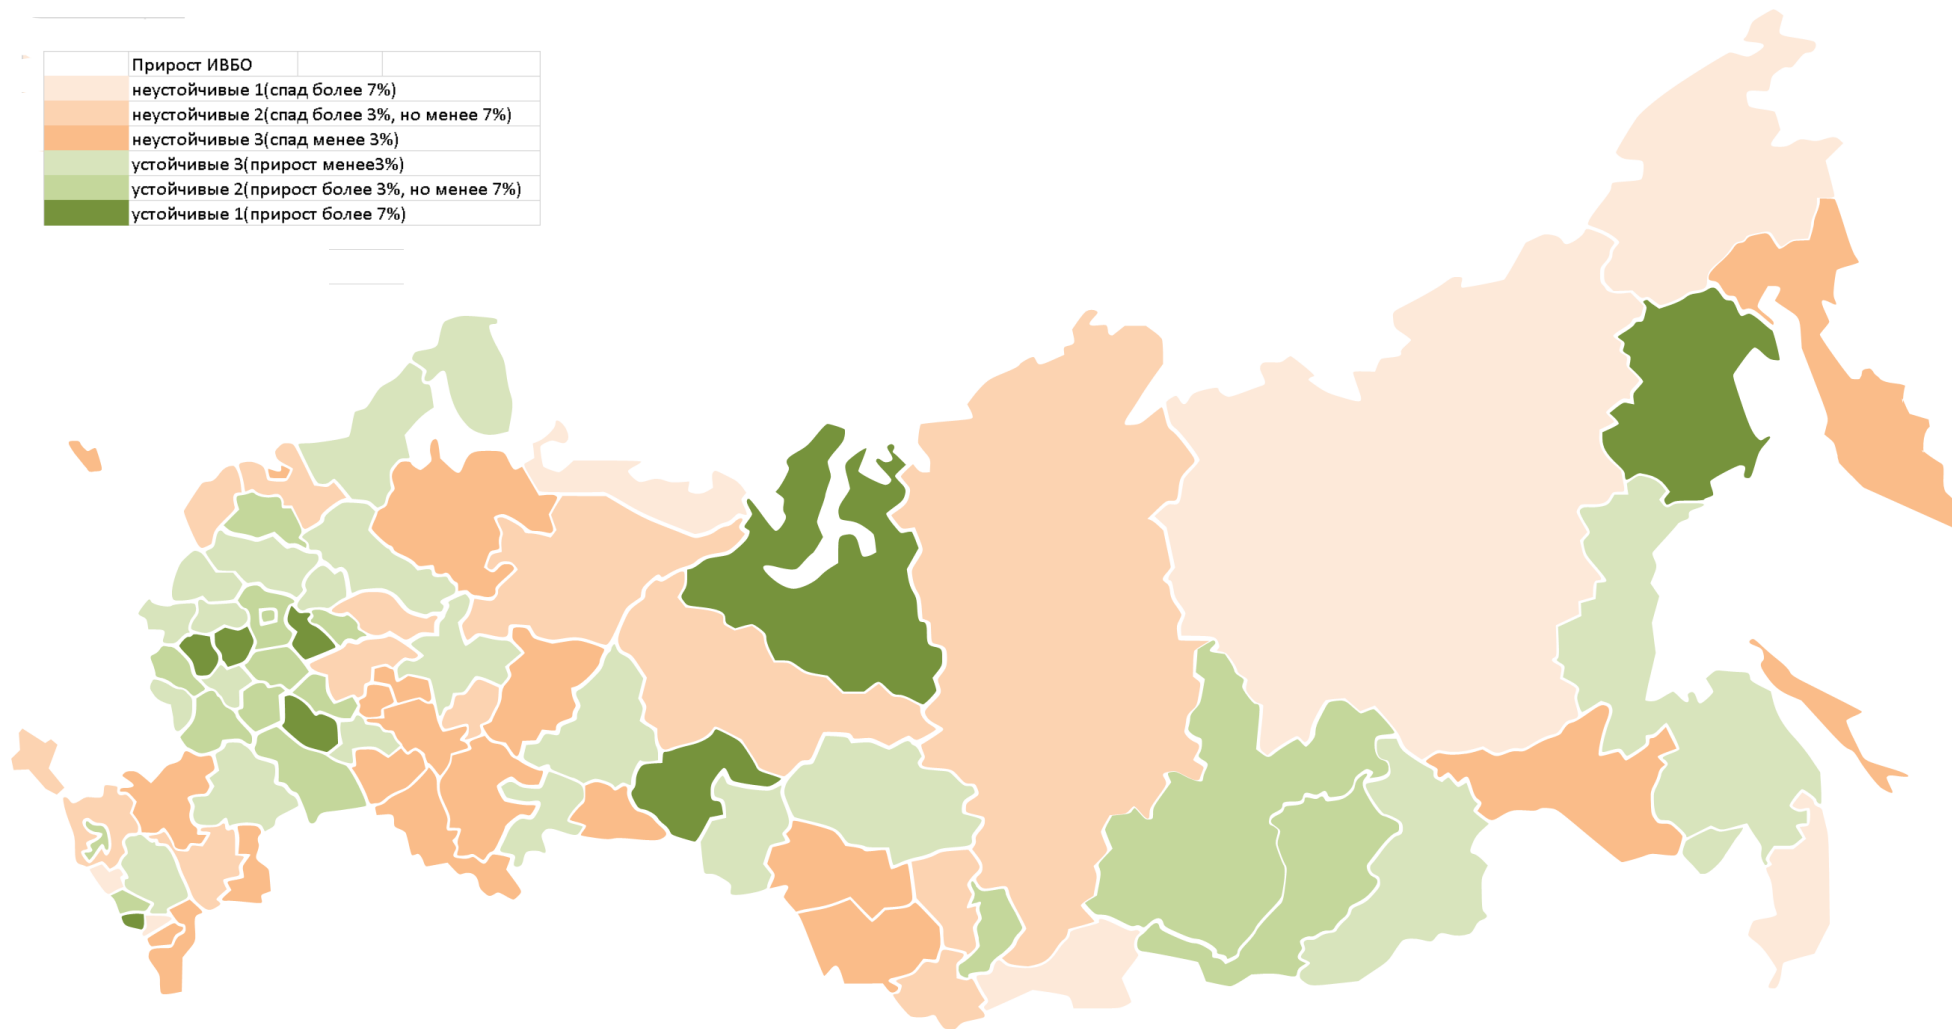 Прирост ИВБО
неустойчивые 1(спад более 7%)
неустойчивые 2(спад более 3%, но менее 7%)
неустойчивые 3(спад менее 3%)
устойчивые 3(прирост менее3%)
устойчивые 2(прирост более 3%, но менее 7%)
устойчивые 1(прирост более 7%)